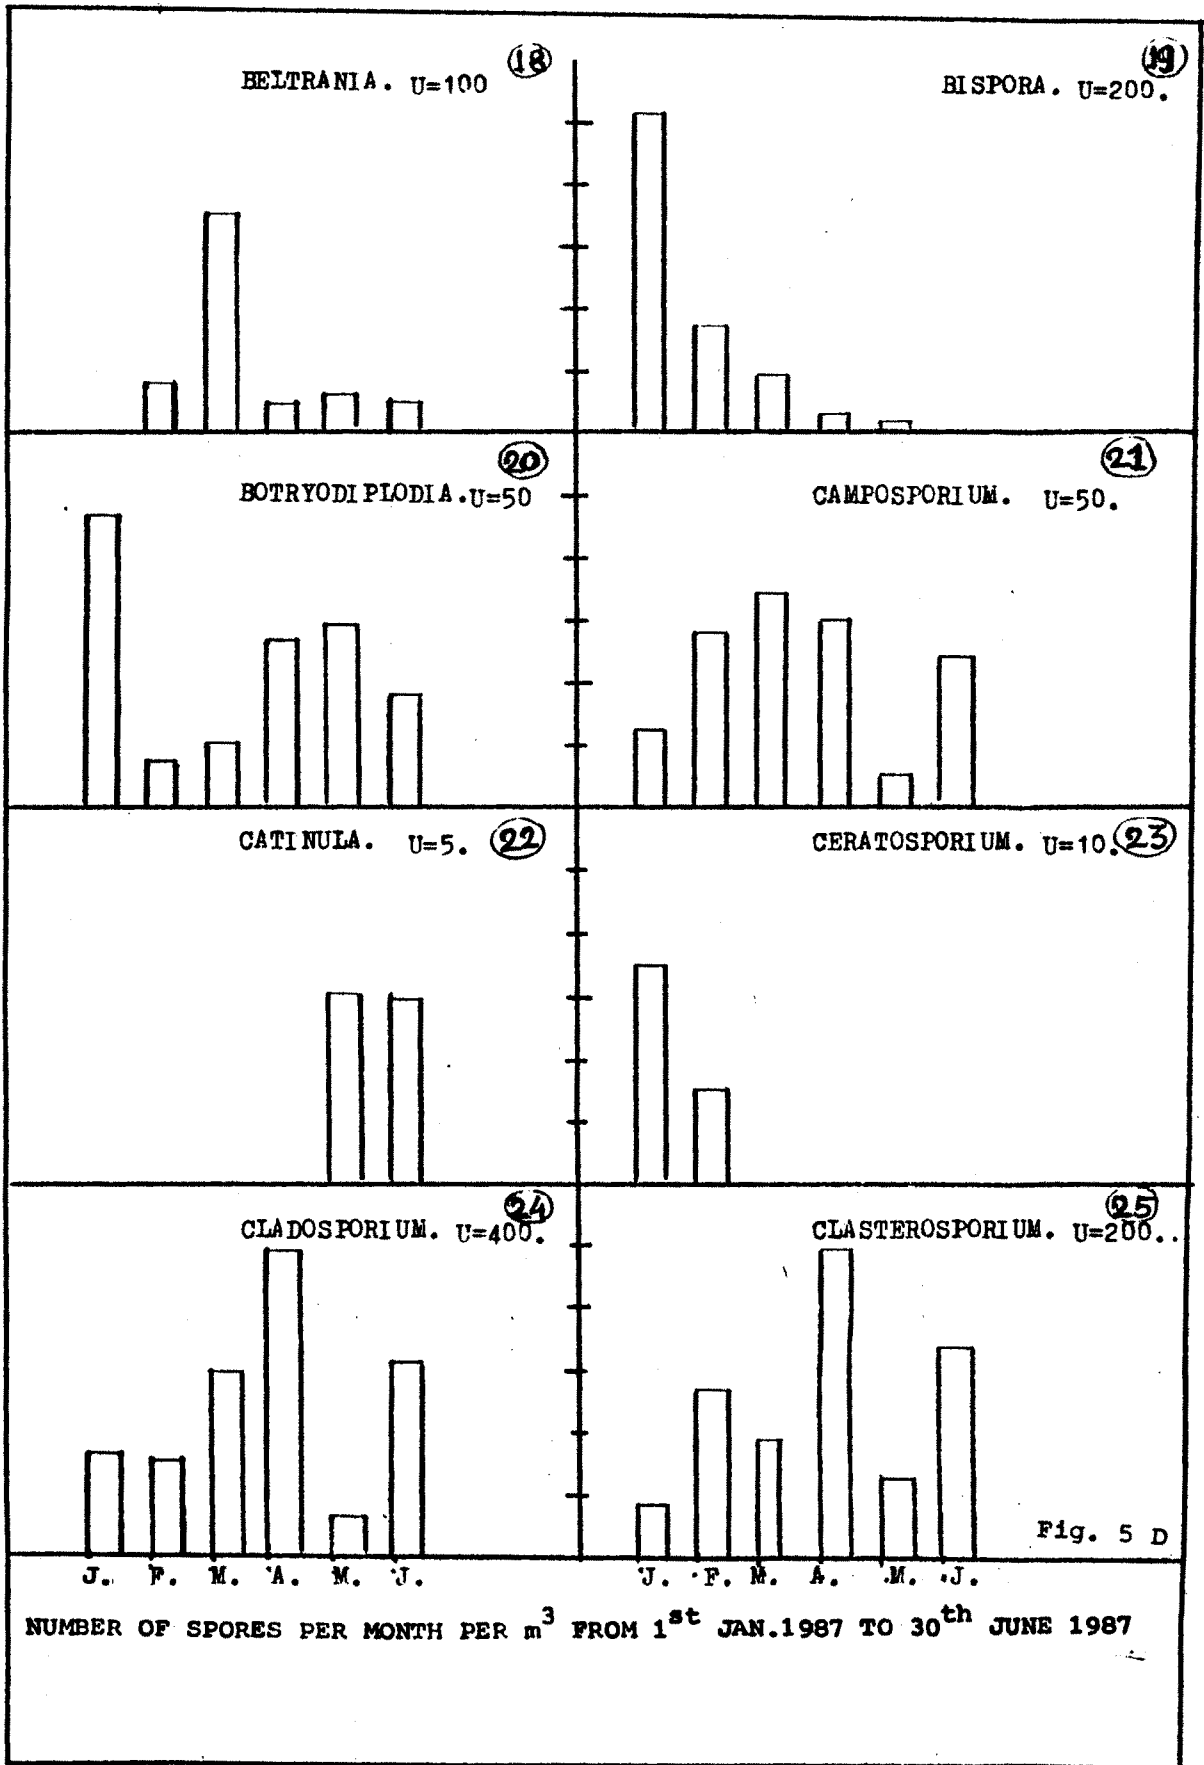 BELTRANIA. U=100 18
BISPORA. U=200. 19
BOTRYODIPLODIA. U=50 20
CAMPOSPORIUM. U=50. 21
CATINULA. U=5. 22
CERATOSPORIUM. U=10. 23
CLADOSPORIUM. U=400. 24
CLASTEROSPORIUM. U=200.. 25
Fig. 5 D
J. F. M. A. M. J.
J. F. M. A. M. J.
NUMBER OF SPORES PER MONTH PER m³ FROM 1st JAN.1987 TO 30th JUNE 1987